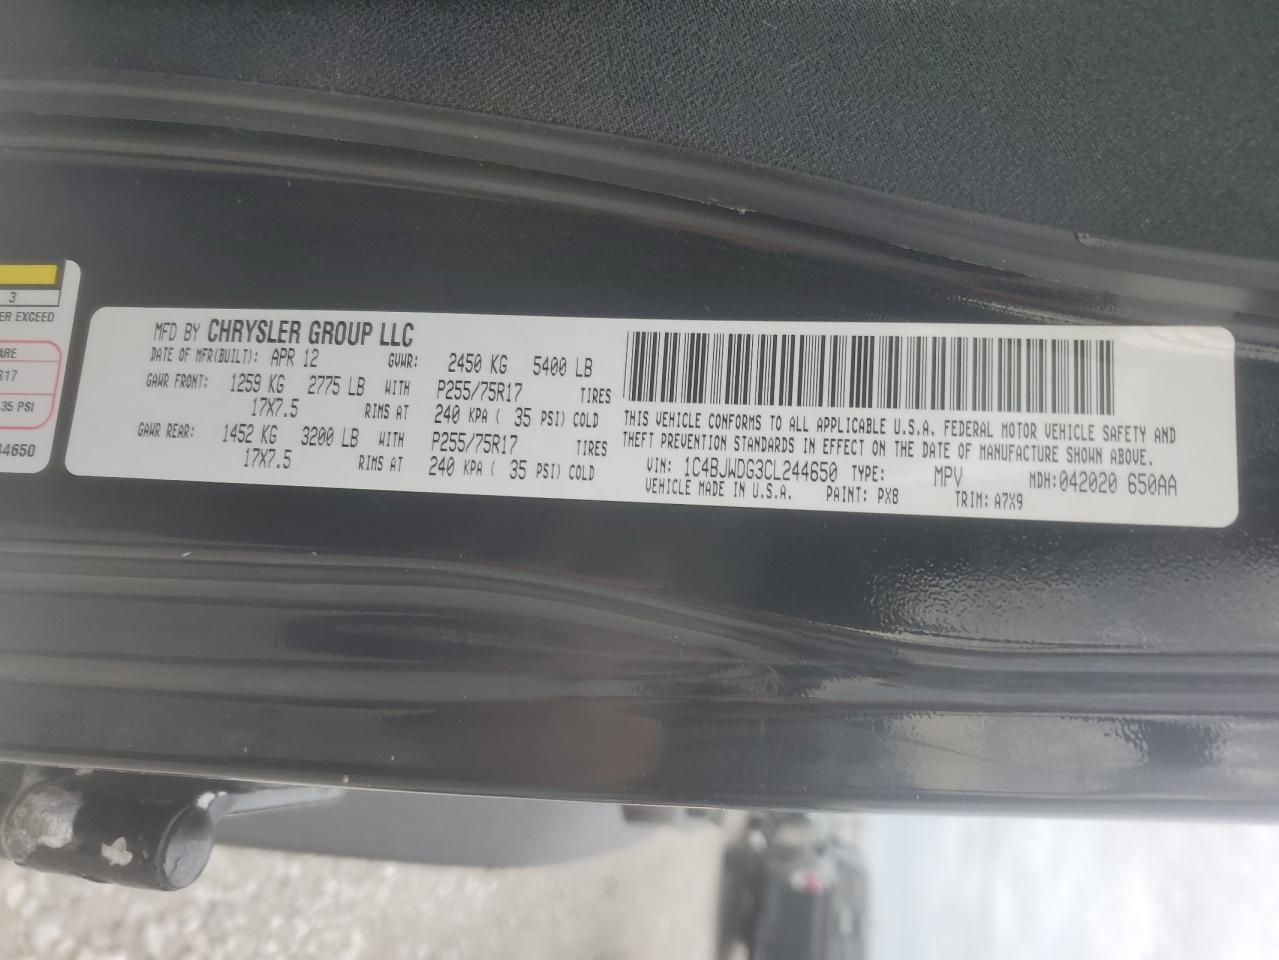 3
ER EXCEED
ARE
R17
35 PSI
44650
MFD BY CHRYSLER GROUP LLC
DATE OF MFR(BUILT): APR 12 GVWR: 2450 KG 5400 LB
GAWR FRONT: 1259 KG 2775 LB WITH P255/75R17 TIRES
17X7.5 RIMS AT 240 KPA ( 35 PSI) COLD
GAWR REAR: 1452 KG 3200 LB WITH P255/75R17 TIRES
17X7.5 RIMS AT 240 KPA ( 35 PSI) COLD
THIS VEHICLE CONFORMS TO ALL APPLICABLE U.S.A. FEDERAL MOTOR VEHICLE SAFETY AND
THEFT PREVENTION STANDARDS IN EFFECT ON THE DATE OF MANUFACTURE SHOWN ABOVE.
VIN: 1C4BJWDG3CL244650 TYPE: MPV MDH:042020 650AA
VEHICLE MADE IN U.S.A. PAINT: PX8 TRIM: A7X9